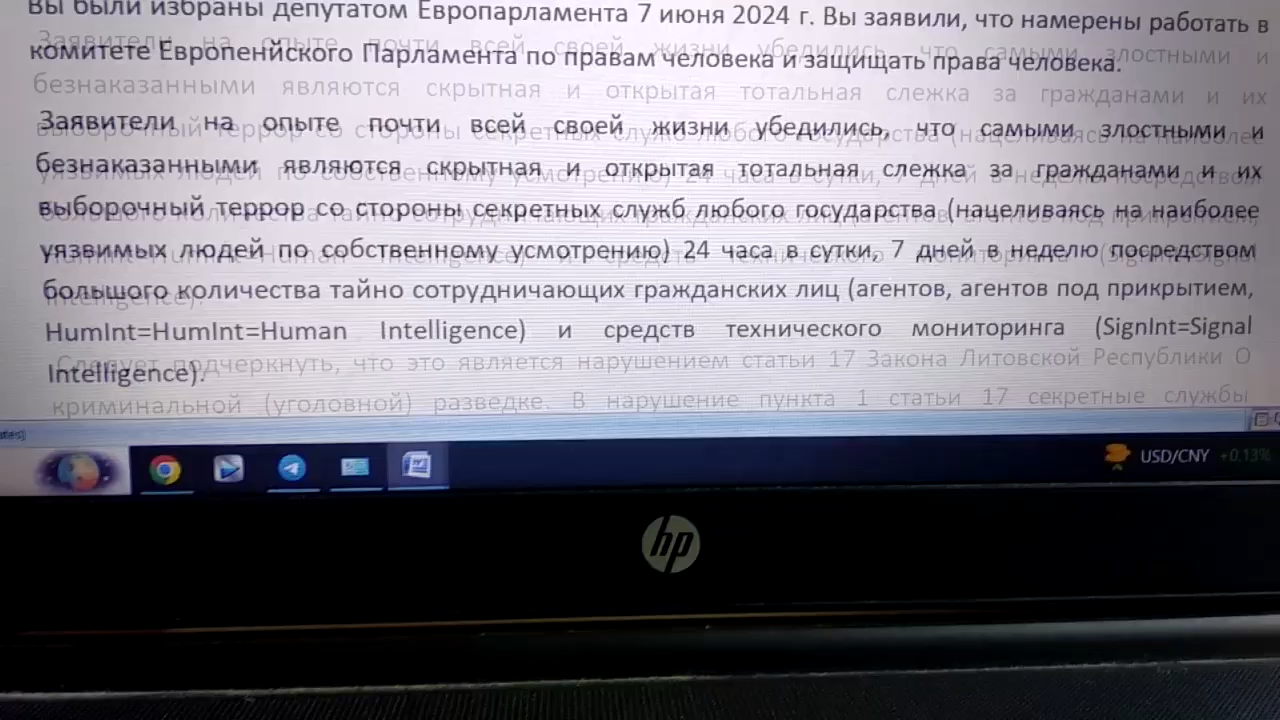 Вы были избраны депутатом Европарламента 7 июня 2024 г. Вы заявили, что намерены работать в
комитете Европенйского Парламента по правам человека и защищать права человека.
Заявители на опыте почти всей своей жизни убедились, что самыми злостными и
безнаказанными являются скрытная и открытая тотальная слежка за гражданами и их
выборочный террор со стороны секретных служб любого государства (нацеливаясь на наиболее
уязвимых людей по собственному усмотрению) 24 часа в сутки, 7 дней в неделю посредством
большого количества тайно сотрудничающих гражданских лиц (агентов, агентов под прикрытием,
HumInt=HumInt=Human Intelligence) и средств технического мониторинга (SignInt=Signal
Intelligence).
Следует подчеркнуть, что это является нарушением статьи 17 Закона Литовской Республики О
криминальной (уголовной) разведке. В нарушение пункта 1 статьи 17 секретные службы
USD/CNY +0.13%
hp